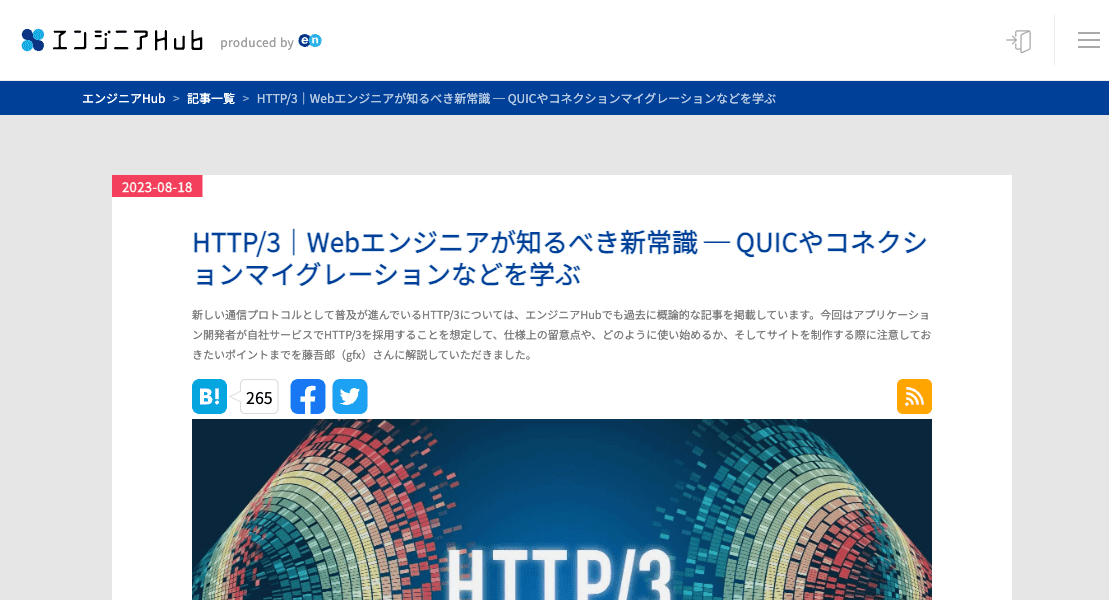 エンジニアHub produced by en
エンジニアHub > 記事一覧 > HTTP/3｜Webエンジニアが知るべき新常識 ― QUICやコネクションマイグレーションなどを学ぶ
2023-08-18
HTTP/3｜Webエンジニアが知るべき新常識 ― QUICやコネクシ
ョンマイグレーションなどを学ぶ
新しい通信プロトコルとして普及が進んでいるHTTP/3については、エンジニアHubでも過去に概論的な記事を掲載しています。今回はアプリケーショ
ン開発者が自社サービスでHTTP/3を採用することを想定して、仕様上の留意点や、どのように使い始めるか、そしてサイトを制作する際に注意してお
きたいポイントまでを藤吾郎（gfx）さんに解説していただきました。
B! 265
HTTP/3